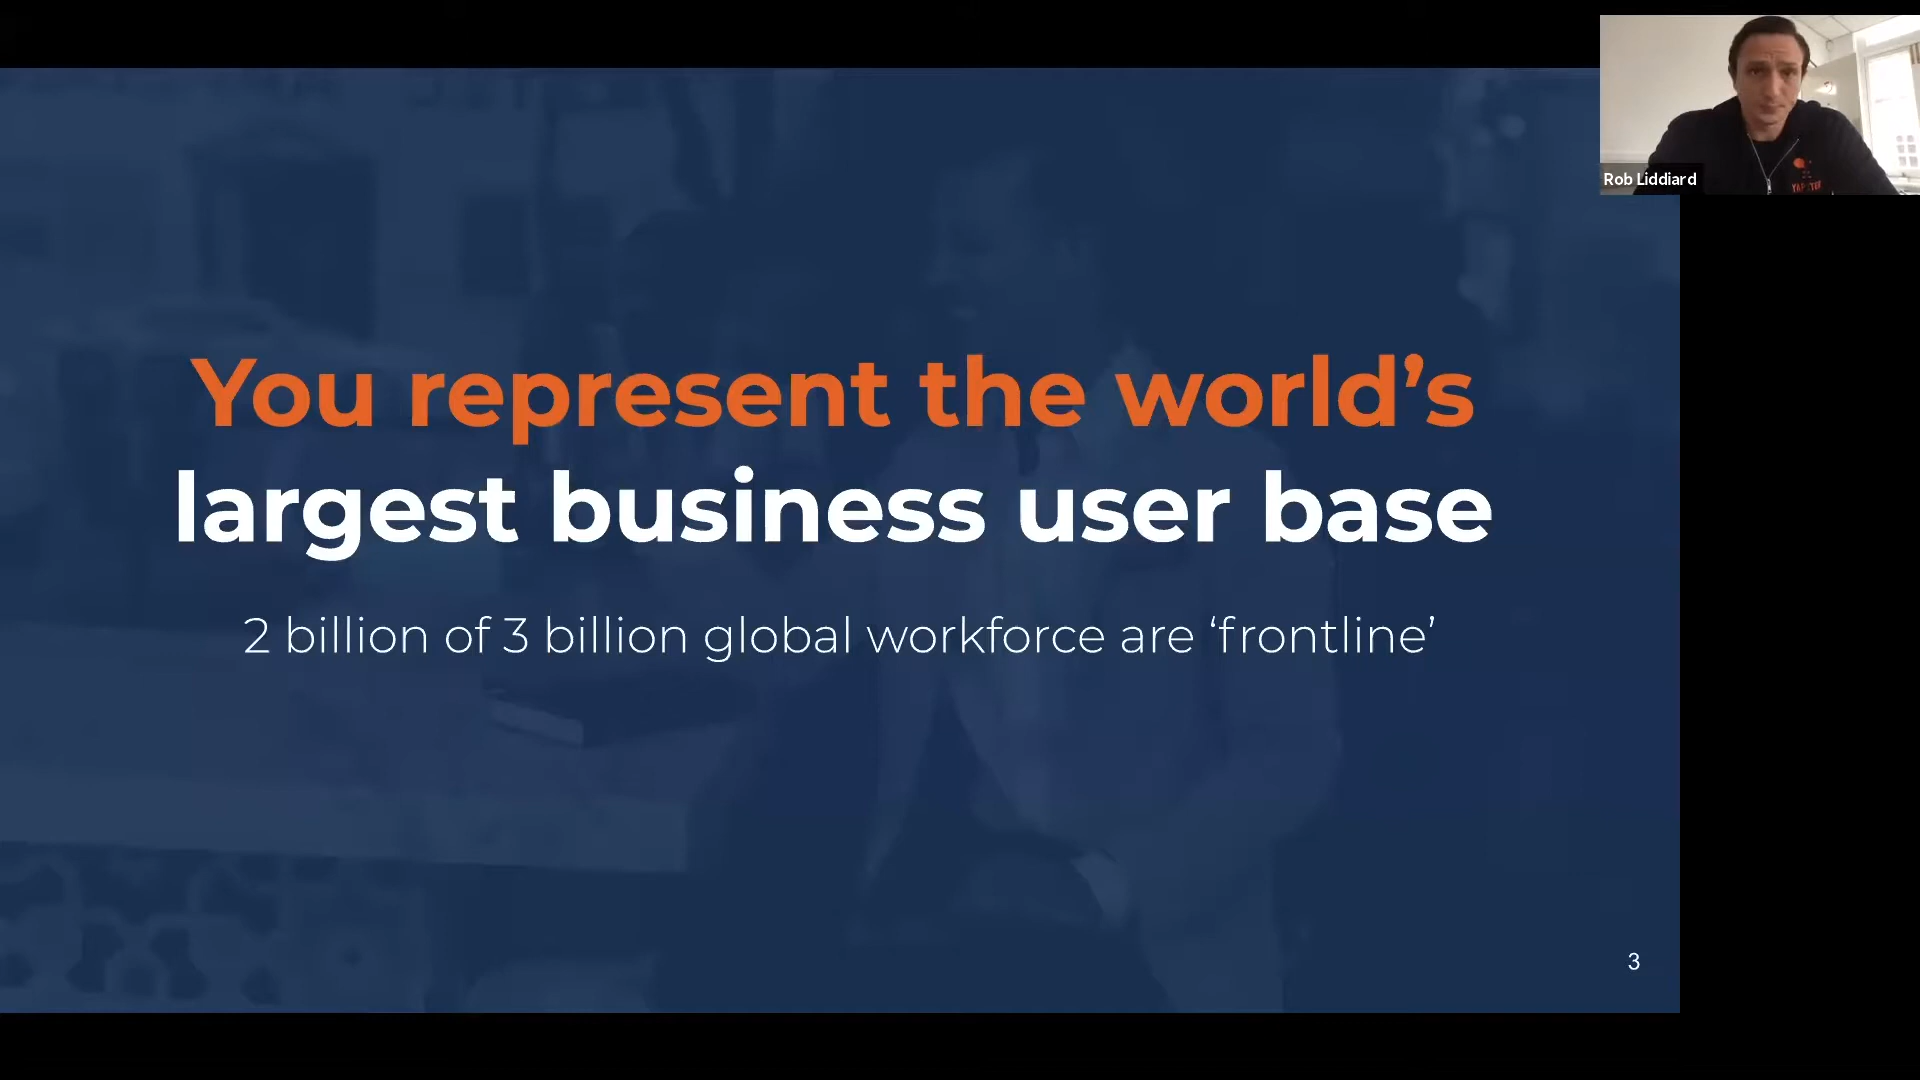 You represent the world’s
largest business user base
2 billion of 3 billion global workforce are ‘frontline’
3
Rob Liddiard